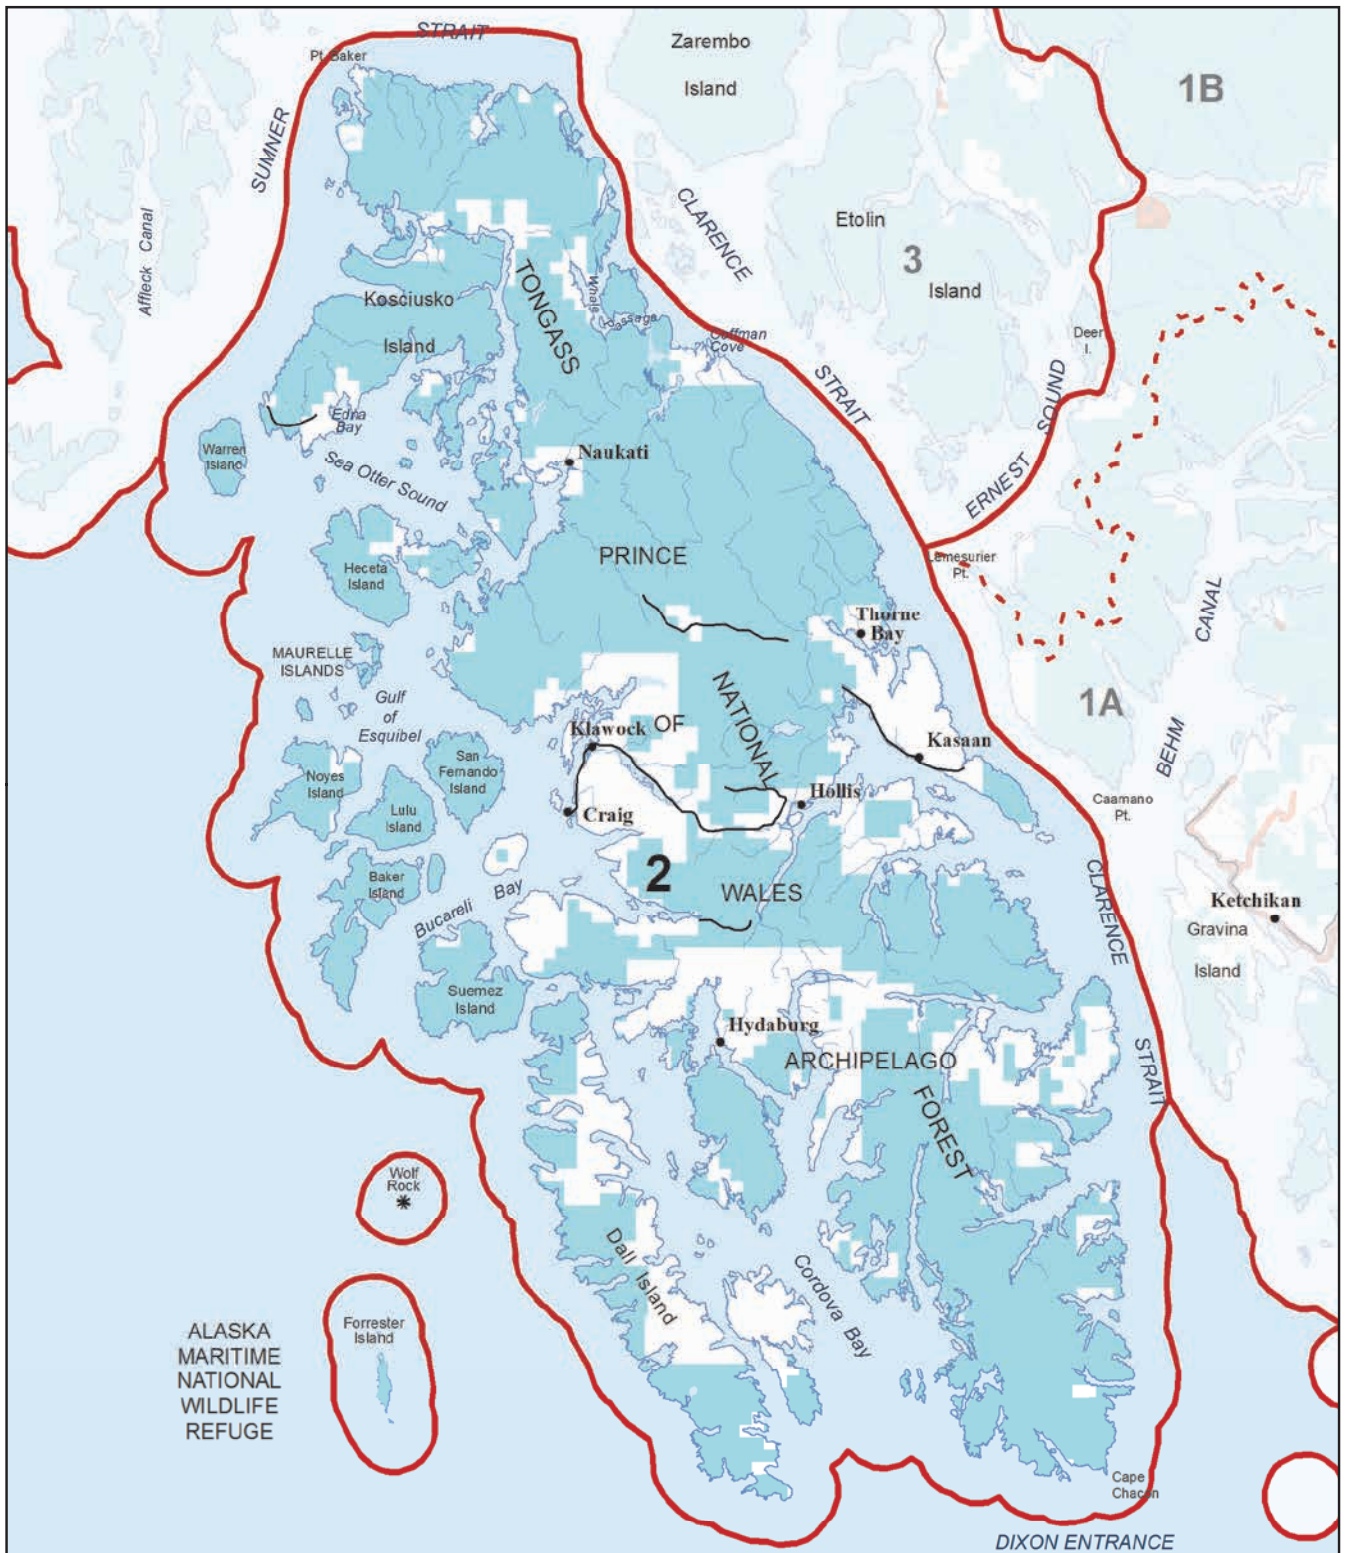 STRAIT
Pt. Baker
SUMNER
Zarembo
Island
1B
Affleck Canal
CLARENCE
Etolin
3
Island
Kosciusko
Island
TONGASS
Whale
Passage
Coffman
Cove
Deer
I.
STRAIT
SOUND
ERNEST
Edna
Bay
Warren
Island
Sea Otter Sound
Naukati
PRINCE
Lemesurier
Pt.
Heceta
Island
CANAL
Thorne
Bay
MAURELLE
ISLANDS
Gulf
of
Esquibel
NATIONAL
1A
BEHM
Klawock
OF
Kasaan
San
Fernando
Island
Noyes
Island
Lulu
Island
Craig
Hollis
Caamano
Pt.
Baker
Island
Bucareli Bay
2
WALES
CLARENCE
Ketchikan
Gravina
Island
Suemez
Island
Hydaburg
ARCHIPELAGO
STRAIT
FOREST
Wolf
Rock
Dall Island
Cordova Bay
Forrester
Island
ALASKA
MARITIME
NATIONAL
WILDLIFE
REFUGE
Cape
Chacon
DIXON ENTRANCE